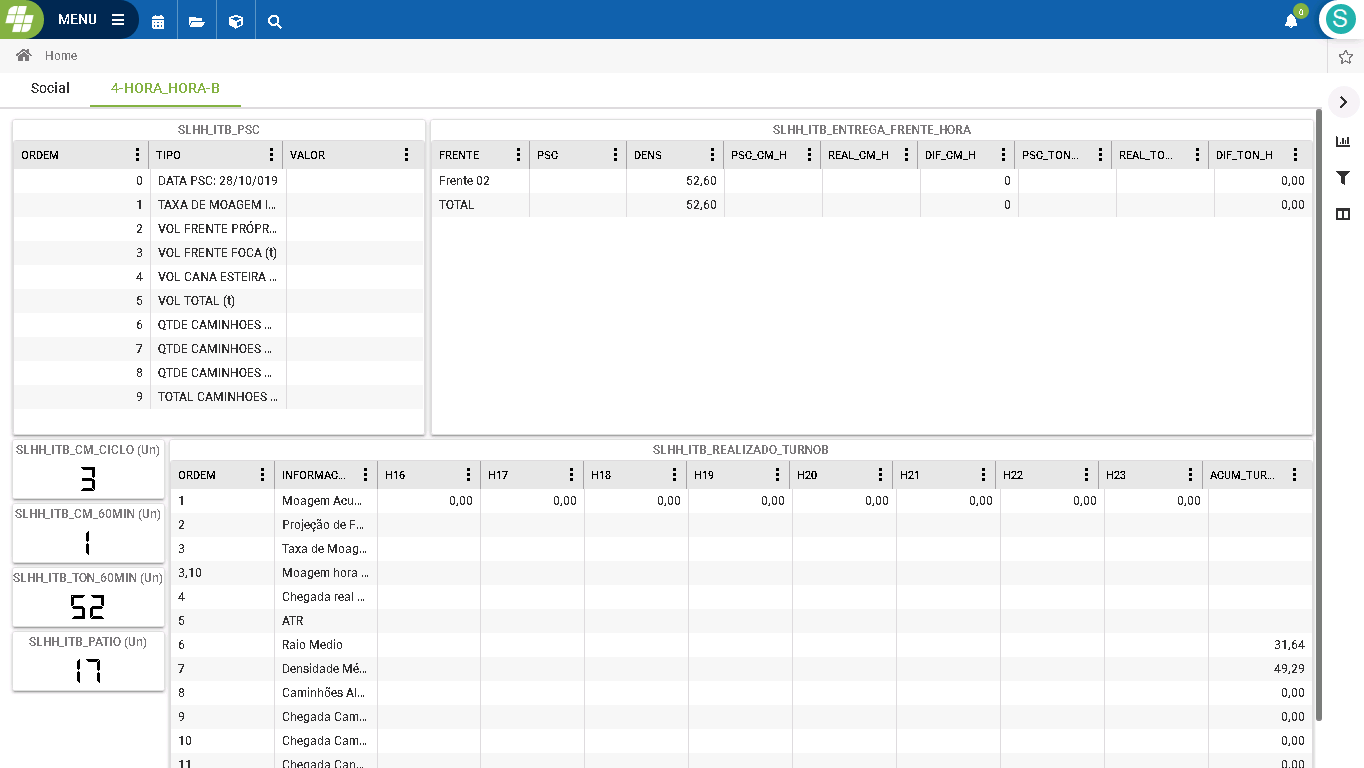 MENU
0
S
Home
Social 4-HORA_HORA-B
SLHH_ITB_PSC
ORDEM TIPO VALOR
0 DATA PSC: 28/10/019
1 TAXA DE MOAGEM I...
2 VOL FRENTE PRÓPR...
3 VOL FRENTE FOCA (t)
4 VOL CANA ESTEIRA ...
5 VOL TOTAL (t)
6 QTDE CAMINHOES ...
7 QTDE CAMINHOES ...
8 QTDE CAMINHOES ...
9 TOTAL CAMINHOES ...
SLHH_ITB_ENTREGA_FRENTE_HORA
FRENTE PSC DENS PSC_CM_H REAL_CM_H DIF_CM_H PSC_TON... REAL_TO... DIF_TON_H
Frente 02 52,60 0 0,00
TOTAL 52,60 0 0,00
SLHH_ITB_CM_CICLO (Un)
3
SLHH_ITB_CM_60MIN (Un)
1
SLHH_ITB_TON_60MIN (Un)
52
SLHH_ITB_PATIO (Un)
17
SLHH_ITB_REALIZADO_TURNOB
ORDEM INFORMAC... H16 H17 H18 H19 H20 H21 H22 H23 ACUM_TUR...
1 Moagem Acu... 0,00 0,00 0,00 0,00 0,00 0,00 0,00 0,00
2 Projeção de F...
3 Taxa de Moag...
3,10 Moagem hora ...
4 Chegada real ...
5 ATR
6 Raio Medio 31,64
7 Densidade Mé... 49,29
8 Caminhões Al... 0,00
9 Chegada Cam... 0,00
10 Chegada Cam... 0,00
11 Chegada Can... 0,00